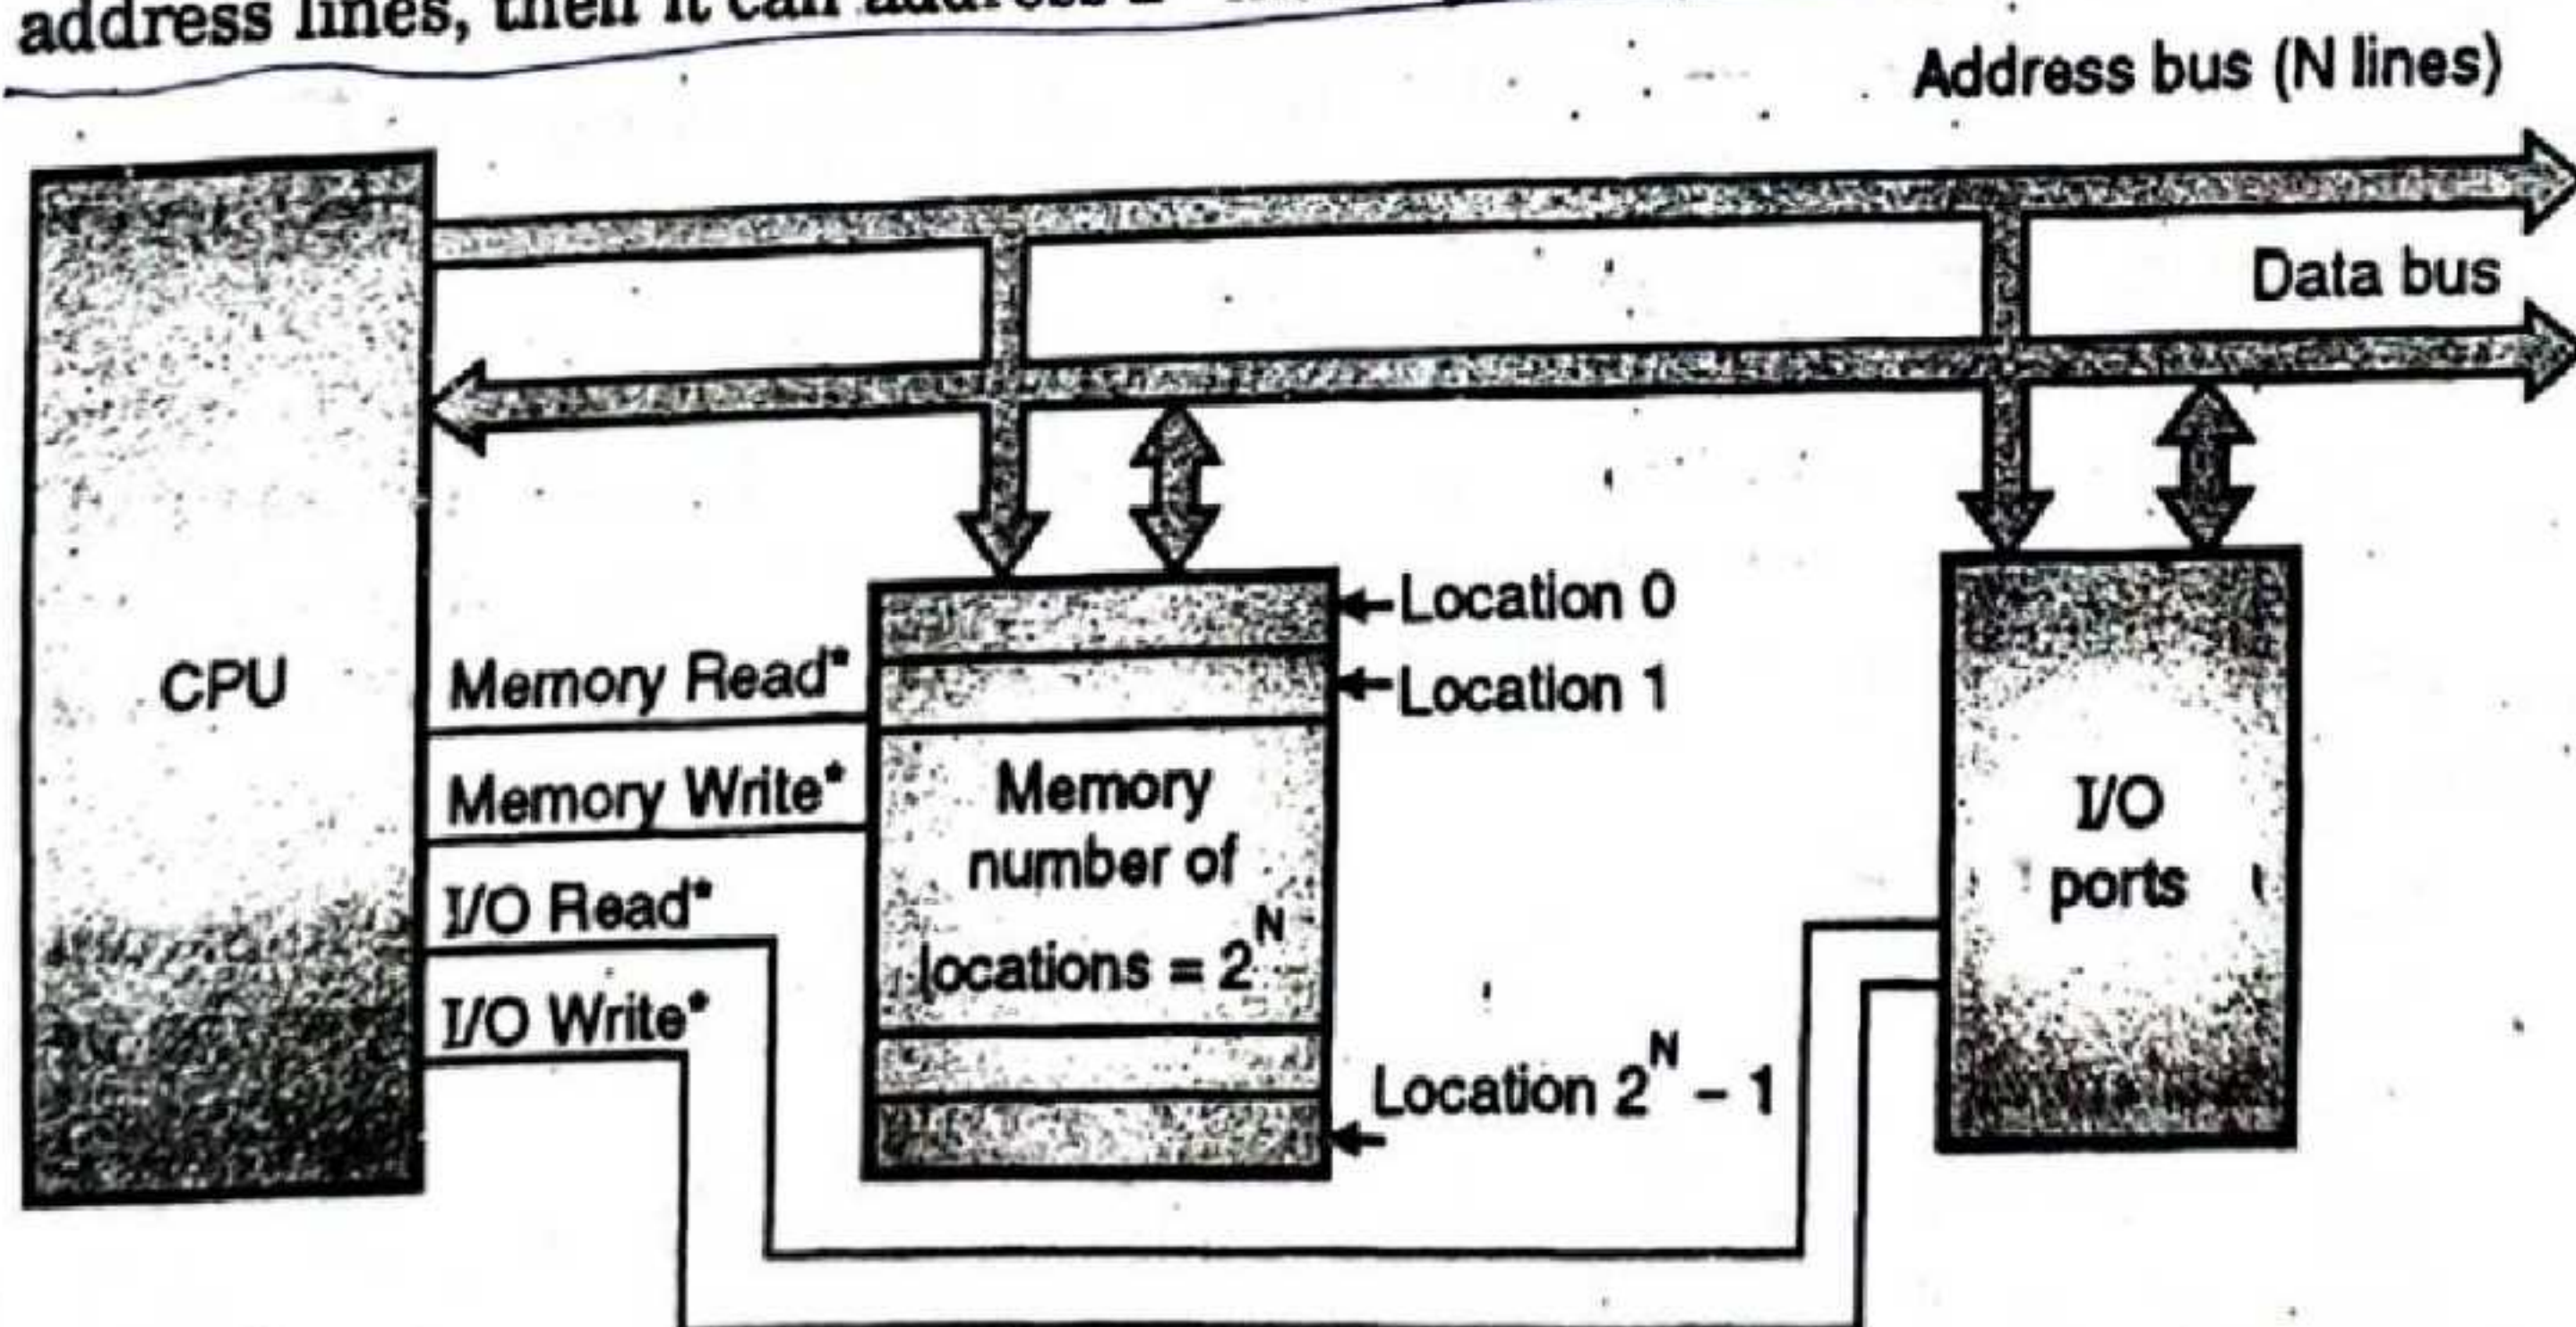 address lines, then it can address 2
Address bus (N lines)
Data bus
CPU
Memory Read*
Memory Write*
I/O Read*
I/O Write*
Location 0
Location 1
Memory
number of
locations = 2^N
Location 2^N – 1
I/O
ports